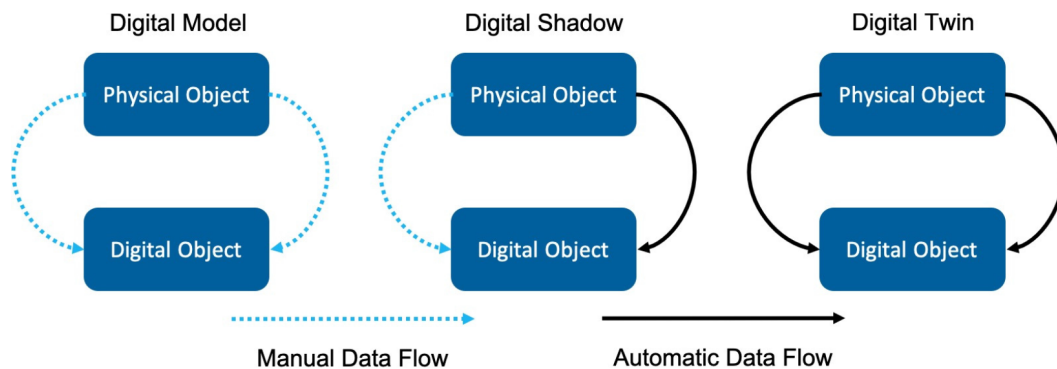 Digital Model
Digital Shadow
Digital Twin
Physical Object
Physical Object
Physical Object
Digital Object
Digital Object
Digital Object
Manual Data Flow
Automatic Data Flow